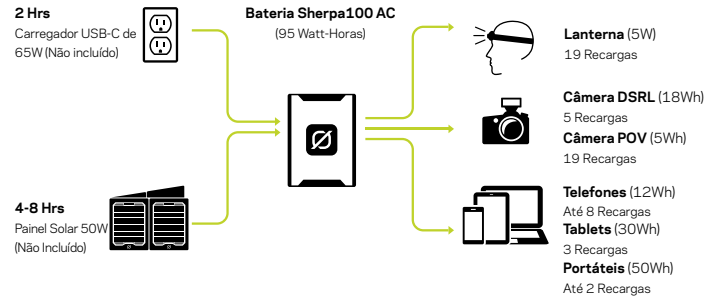 2 Hrs
Carregador USB-C de
65W (Não incluído)
Bateria Sherpa100 AC
(95 Watt-Horas)
4-8 Hrs
Painel Solar 50W
(Não Incluído)
Lanterna (5W)
19 Recargas
Câmera DSRL (18Wh)
5 Recargas
Câmera POV (5Wh)
19 Recargas
Telefones (12Wh)
Até 8 Recargas
Tablets (30Wh)
3 Recargas
Portáteis (50Wh)
Até 2 Recargas